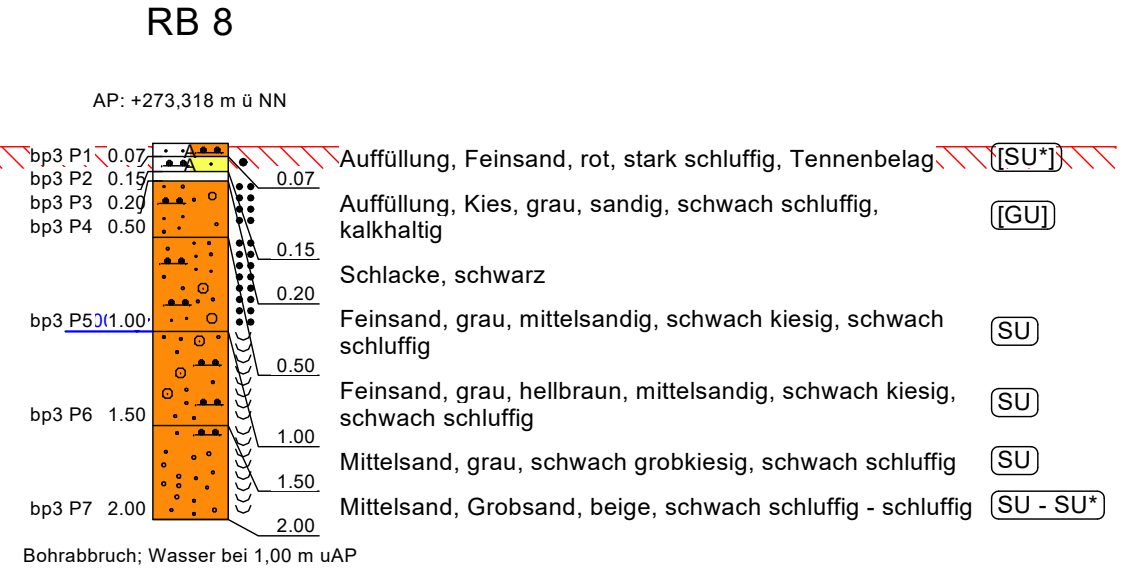 RB 8
AP: +273,318 m ü NN
bp3 P1 0.07
bp3 P2 0.15
bp3 P3 0.20
bp3 P4 0.50
bp3 P5 1.00
bp3 P6 1.50
bp3 P7 2.00
A
A
0.07
0.15
0.20
0.50
1.00
1.50
2.00
Auffüllung, Feinsand, rot, stark schluffig, Tennenbelag [SU*]
Auffüllung, Kies, grau, sandig, schwach schluffig, [GU]
kalkhaltig
Schlacke, schwarz
Feinsand, grau, mittelsandig, schwach kiesig, schwach SU
schluffig
Feinsand, grau, hellbraun, mittelsandig, schwach kiesig, SU
schwach schluffig
Mittelsand, grau, schwach grobkiesig, schwach schluffig SU
Mittelsand, Grobsand, beige, schwach schluffig - schluffig SU - SU*
Bohrabbruch; Wasser bei 1,00 m uAP